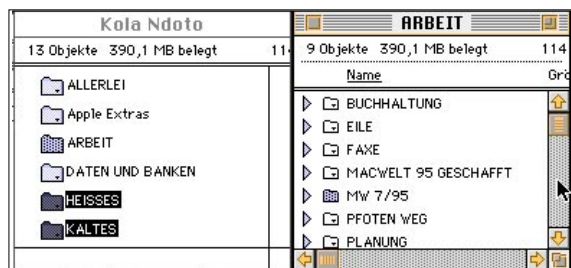 Kola Ndoto
13 Objekte 390,1 MB belegt 11
ALLERLEI
Apple Extras
ARBEIT
DATEN UND BANKEN
HEISSES
KALTES
ARBEIT
9 Objekte 390,1 MB belegt 114
Name Grö
BUCHHALTUNG
EILE
FAXE
MACWELT 95 GESCHAFFT
MW 7/95
PFOTEN WEG
PLANUNG